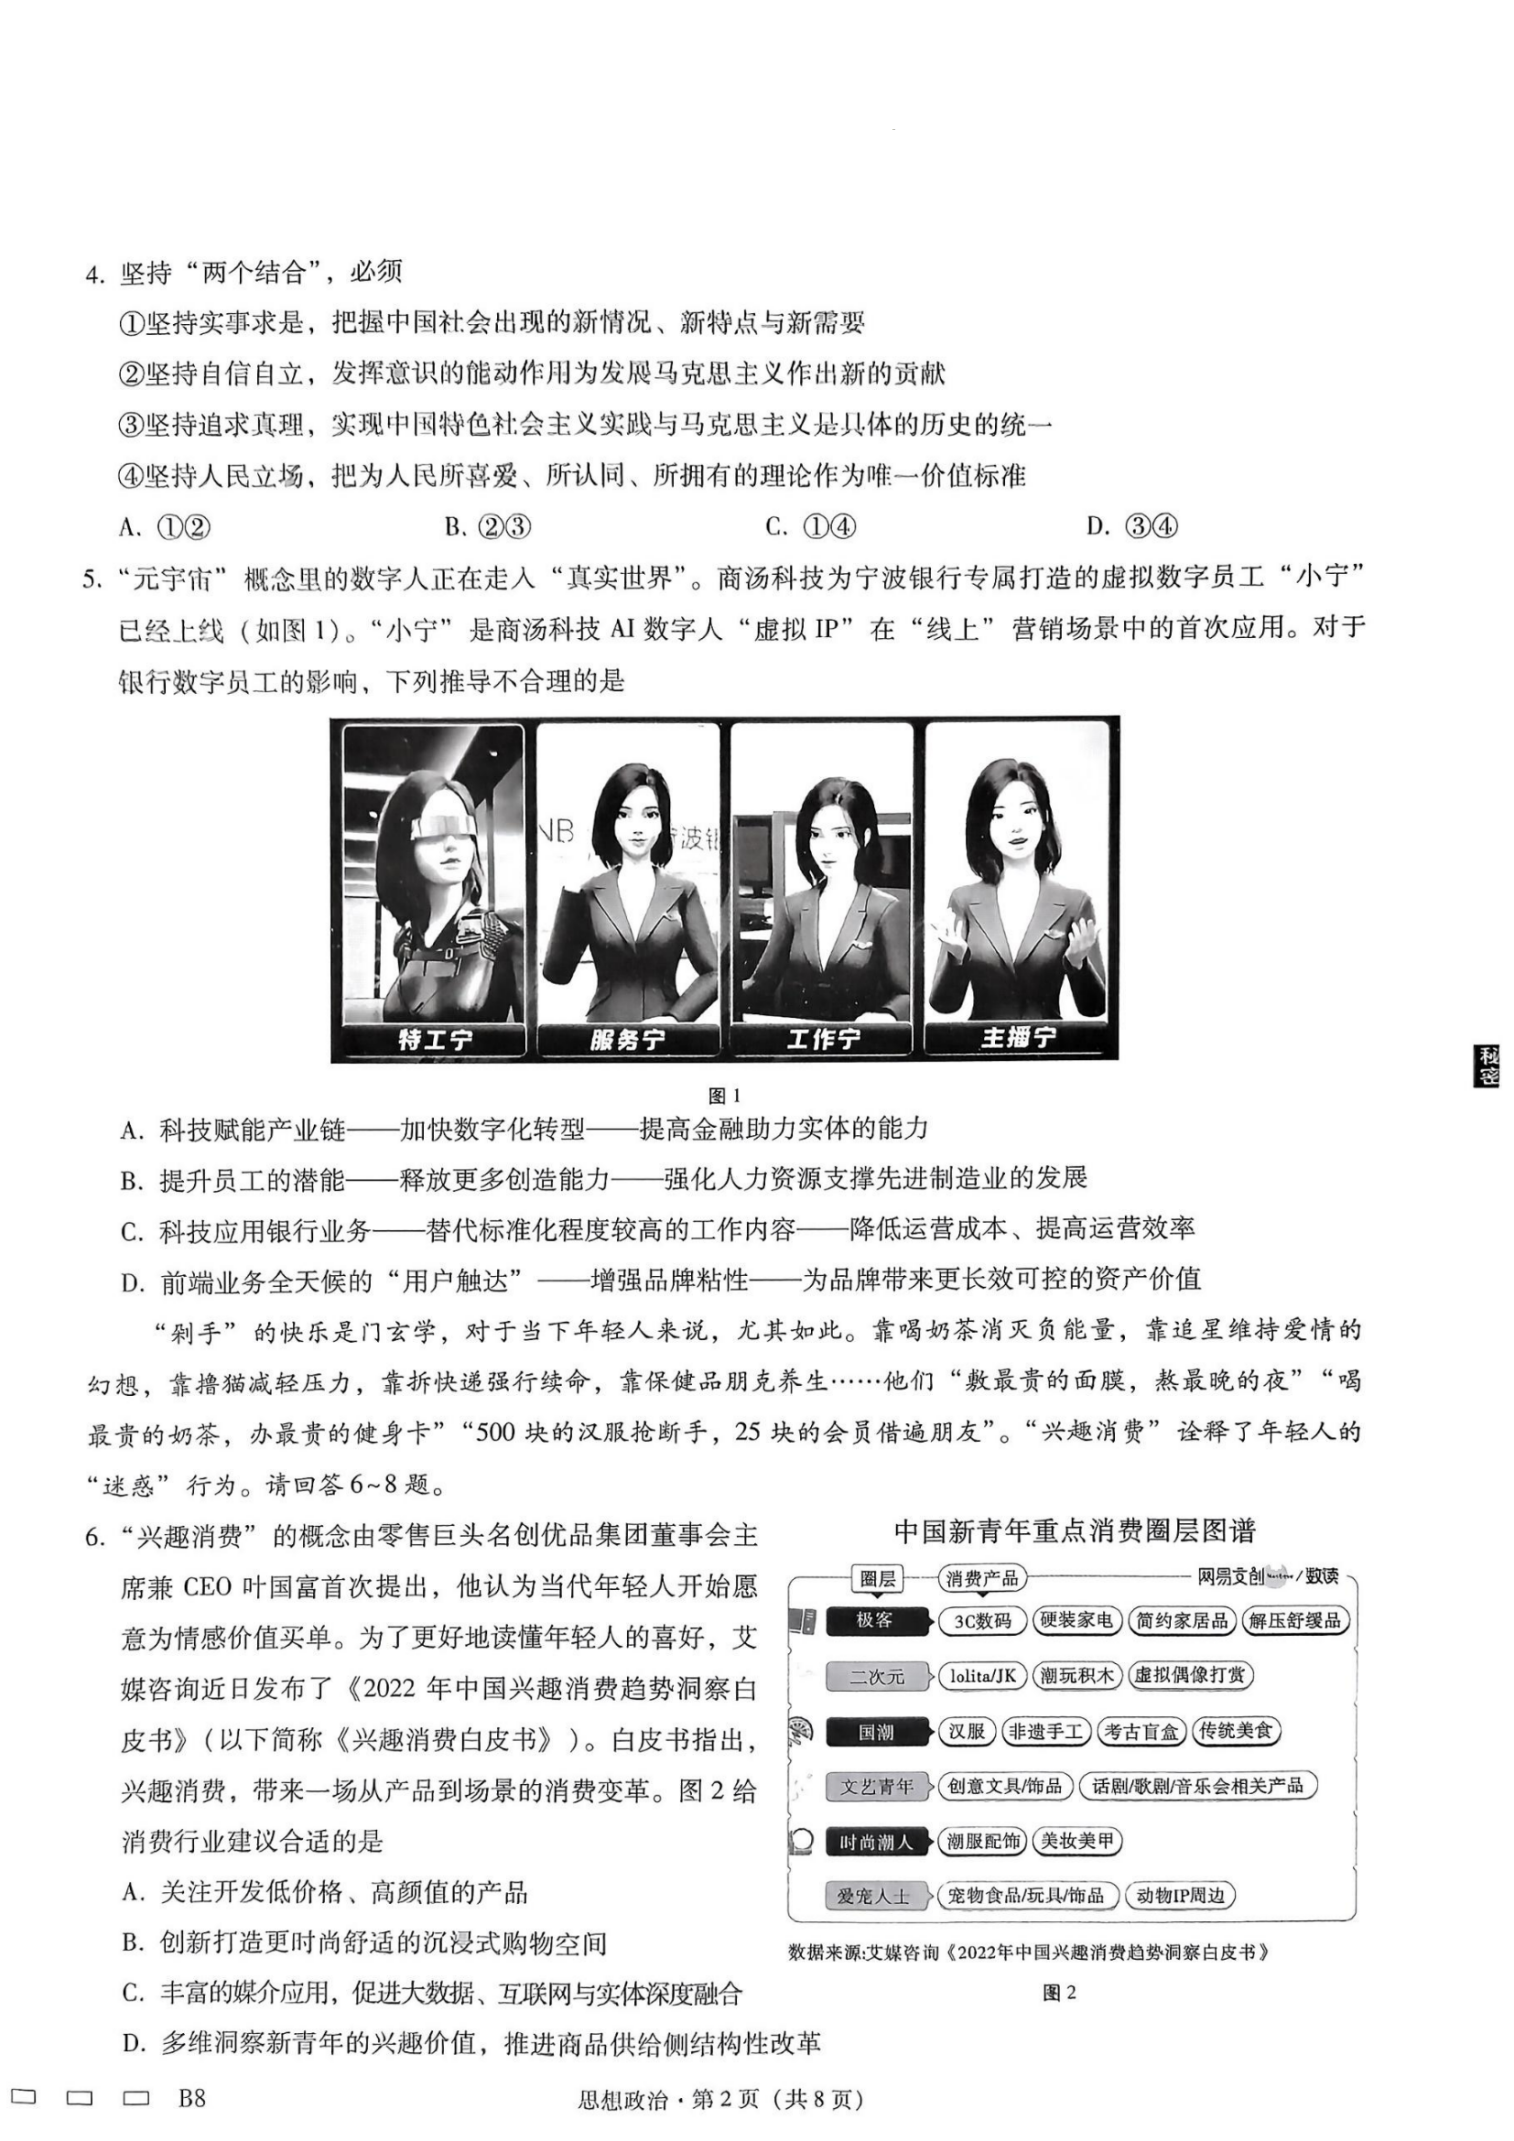 4. 坚持“两个结合”，必须
①坚持实事求是，把握中国社会出现的新情况、新特点与新需要
②坚持自信自立，发挥意识的能动作用为发展马克思主义作出新的贡献
③坚持追求真理，实现中国特色社会主义实践与马克思主义是具体的历史的统一
④坚持人民立场，把为人民所喜爱、所认同、所拥有的理论作为唯一价值标准
A. ①② B. ②③ C. ①④ D. ③④
5. “元宇宙”概念里的数字人正在走入“真实世界”。商汤科技为宁波银行专属打造的虚拟数字员工“小宁”
已经上线（如图1）。“小宁”是商汤科技AI数字人“虚拟IP”在“线上”营销场景中的首次应用。对于
银行数字员工的影响，下列推导不合理的是
NB
宁波银
特工宁 服务宁 工作宁 主播宁
图1
秘密
A. 科技赋能产业链——加快数字化转型——提高金融助力实体的能力
B. 提升员工的潜能——释放更多创造能力——强化人力资源支撑先进制造业的发展
C. 科技应用银行业务——替代标准化程度较高的工作内容——降低运营成本、提高运营效率
D. 前端业务全天候的“用户触达”——增强品牌粘性——为品牌带来更长效可控的资产价值
“剁手”的快乐是门玄学，对于当下年轻人来说，尤其如此。靠喝奶茶消灭负能量，靠追星维持爱情的
幻想，靠撸猫减轻压力，靠拆快递强行续命，靠保健品朋克养生……他们“敷最贵的面膜，熬最晚的夜”“喝
最贵的奶茶，办最贵的健身卡”“500块的汉服抢断手，25块的会员借遍朋友”。“兴趣消费”诠释了年轻人的
“迷惑”行为。请回答6~8题。
6. “兴趣消费”的概念由零售巨头名创优品集团董事会主
席兼CEO叶国富首次提出，他认为当代年轻人开始愿
意为情感价值买单。为了更好地读懂年轻人的喜好，艾
媒咨询近日发布了《2022年中国兴趣消费趋势洞察白
皮书》（以下简称《兴趣消费白皮书》）。白皮书指出，
兴趣消费，带来一场从产品到场景的消费变革。图2给
消费行业建议合适的是
A. 关注开发低价格、高颜值的产品
B. 创新打造更时尚舒适的沉浸式购物空间
C. 丰富的媒介应用，促进大数据、互联网与实体深度融合
D. 多维洞察新青年的兴趣价值，推进商品供给侧结构性改革
中国新青年重点消费圈层图谱
圈层 消费产品 网易文创 /数读
极客 3C数码 硬装家电 简约家居品 解压舒缓品
二次元 lolita/JK 潮玩积木 虚拟偶像打赏
国潮 汉服 非遗手工 考古盲盒 传统美食
文艺青年 创意文具/饰品 话剧/歌剧/音乐会相关产品
时尚潮人 潮服配饰 美妆美甲
爱宠人士 宠物食品/玩具/饰品 动物IP周边
数据来源:艾媒咨询《2022年中国兴趣消费趋势洞察白皮书》
图2
B8 思想政治·第2页（共8页）